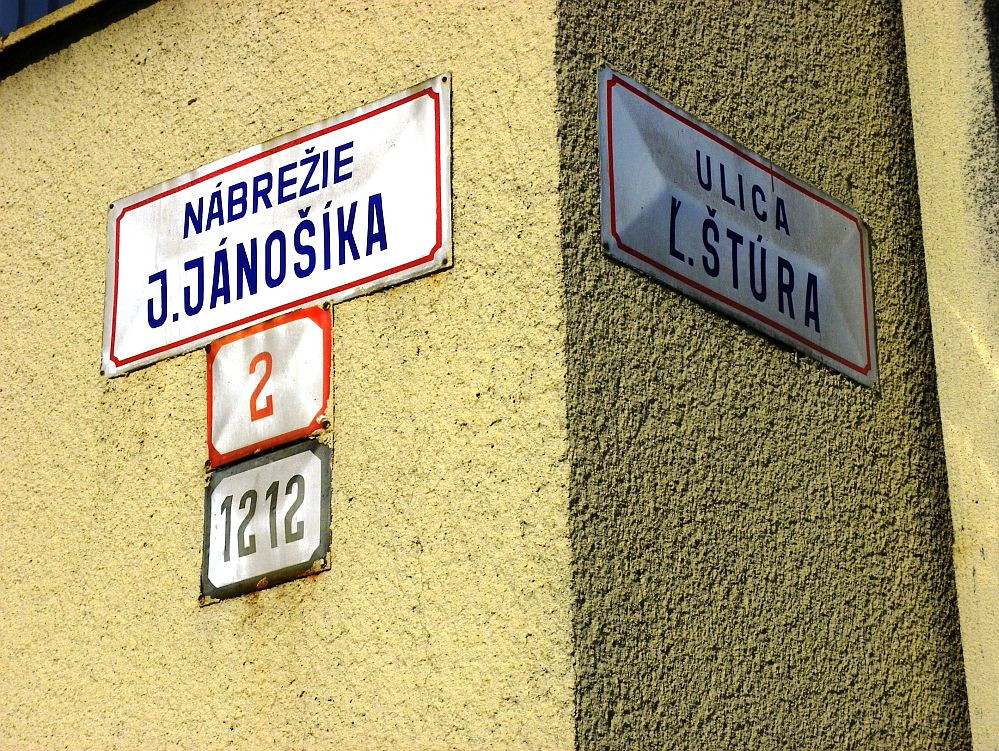 NÁBREŽIE
J.JÁNOŠÍKA
2
1212
ULICA
Ľ.ŠTÚRA